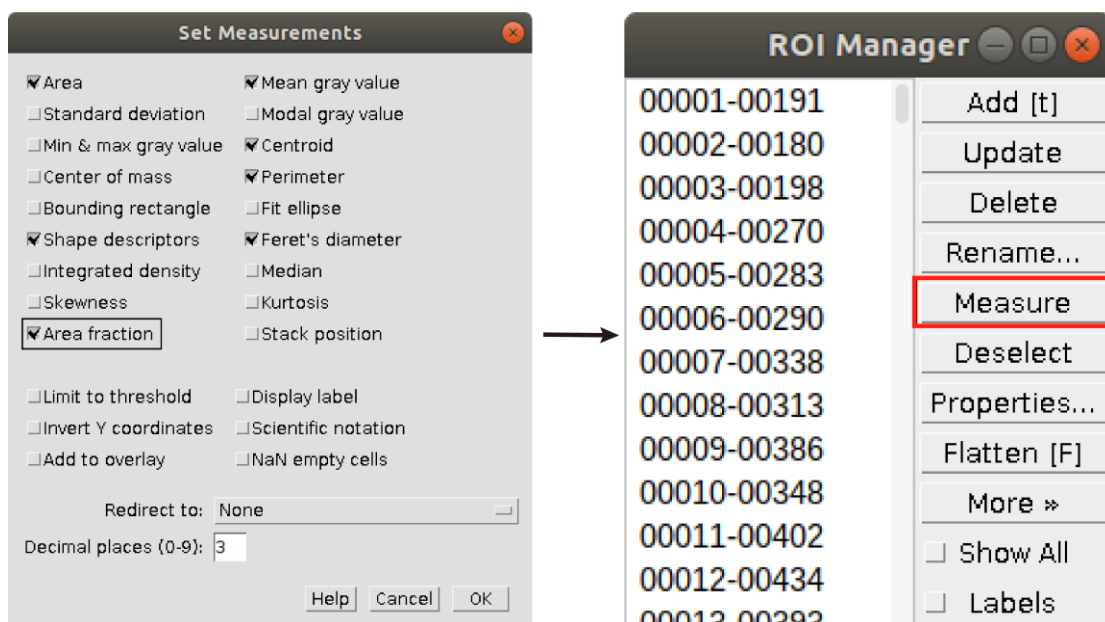 Set Measurements
Area
Mean gray value
Standard deviation
Modal gray value
Min & max gray value
Centroid
Center of mass
Perimeter
Bounding rectangle
Fit ellipse
Shape descriptors
Feret's diameter
Integrated density
Median
Skewness
Kurtosis
Area fraction
Stack position
Limit to threshold
Display label
Invert Y coordinates
Scientific notation
Add to overlay
NaN empty cells
Redirect to: None
Decimal places (0-9): 3
Help Cancel OK
ROI Manager
00001-00191
00002-00180
00003-00198
00004-00270
00005-00283
00006-00290
00007-00338
00008-00313
00009-00386
00010-00348
00011-00402
00012-00434
00013-00393
Add [t]
Update
Delete
Rename...
Measure
Deselect
Properties...
Flatten [F]
More »
Show All
Labels